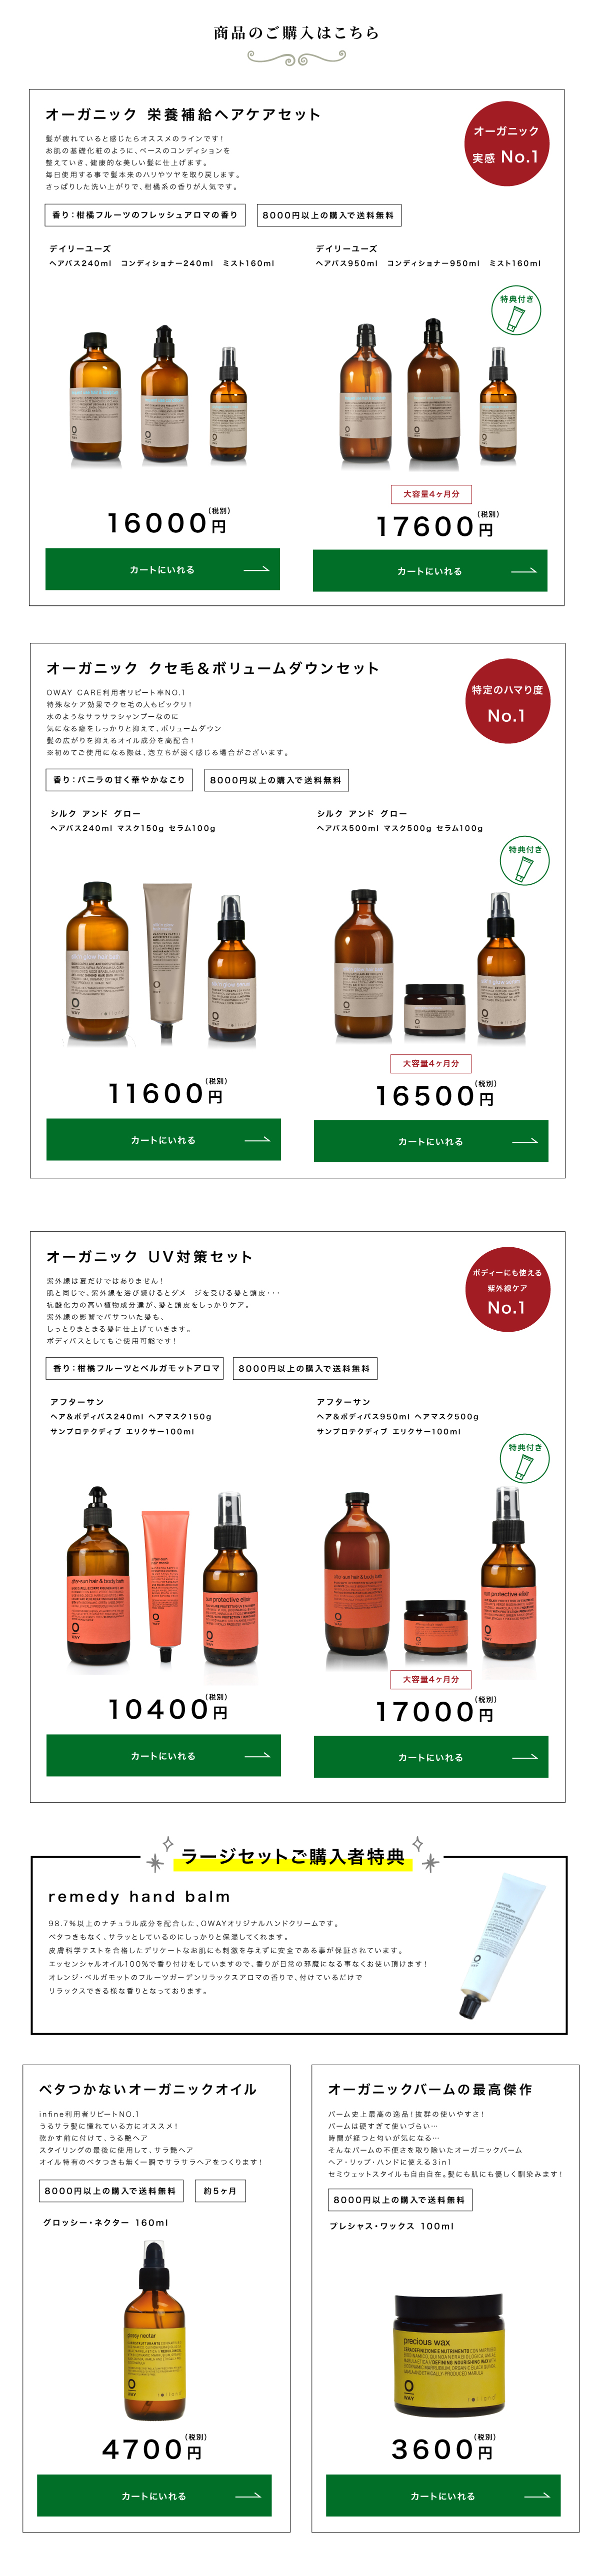 商品のご購入はこちら
オーガニック 栄養補給ヘアケアセット
髪が疲れていると感じたらオススメのラインです！
お肌の基礎化粧のように、ベースのコンディションを
整えていき、健康的な美しい髪に仕上げます。
毎日使用する事で髪本来のハリやツヤを取り戻します。
さっぱりした洗い上がりで、柑橘系の香りが人気です。
オーガニック
実感 No.1
香り：柑橘フルーツのフレッシュアロマの香り
8000円以上の購入で送料無料
デイリーユーズ
ヘアバス240ml コンディショナー240ml ミスト160ml
デイリーユーズ
ヘアバス950ml コンディショナー950ml ミスト160ml
特典付き
16000円(税別)
カートにいれる
大容量4ヶ月分
17600円(税別)
カートにいれる
オーガニック クセ毛＆ボリュームダウンセット
OWAY CARE利用者リピート率NO.1
特殊なケア効果でクセ毛の人もビックリ！
水のようなサラサラシャンプーなのに
気になる癖をしっかりと抑えて、ボリュームダウン
髪の広がりを抑えるオイル成分を高配合！
※初めてご使用になる際は、泡立ちが弱く感じる場合がございます。
特定のハマり度
No.1
香り：バニラの甘く華やかなこり
8000円以上の購入で送料無料
シルク アンド グロー
ヘアバス240ml マスク150g セラム100g
シルク アンド グロー
ヘアバス500ml マスク500g セラム100g
特典付き
11600円(税別)
カートにいれる
大容量4ヶ月分
16500円(税別)
カートにいれる
オーガニック UV対策セット
紫外線は夏だけではありません！
肌と同じで、紫外線を浴び続けるとダメージを受ける髪と頭皮・・・
抗酸化力の高い植物成分達が、髪と頭皮をしっかりケア。
紫外線の影響でパサついた髪も、
しっとりまとまる髪に仕上げていきます。
ボディバスとしてもご使用可能です！
ボディーにも使える
紫外線ケア
No.1
香り：柑橘フルーツとベルガモットアロマ
8000円以上の購入で送料無料
アフターサン
ヘア＆ボディバス240ml ヘアマスク150g
サンプロテクティブ エリクサー100ml
アフターサン
ヘア＆ボディバス950ml ヘアマスク500g
サンプロテクティブ エリクサー100ml
特典付き
after-sun hair & body bath
sun protective elixir
sun protective elixir
10400円(税別)
カートにいれる
大容量4ヶ月分
17000円(税別)
カートにいれる
ラージセットご購入者特典
remedy hand balm
98.7％以上のナチュラル成分を配合した、OWAYオリジナルハンドクリームです。
ベタつきもなく、サラッとしているのにしっかりと保湿してくれます。
皮膚科学テストを合格したデリケートなお肌にも刺激を与えずに安全である事が保証されています。
エッセンシャルオイル100％で香り付けをしていますので、香りが日常の邪魔になる事なくお使い頂けます！
オレンジ・ベルガモットのフルーツガーデンリラックスアロマの香りで、付けているだけで
リラックスできる様な香りとなっております。
ベタつかないオーガニックオイル
infine利用者リピートNO.1
うるサラ髪に憧れている方にオススメ！
乾かす前に付けて、うる艶ヘア
スタイリングの最後に使用して、サラ艶ヘア
オイル特有のベタつきも無く一瞬でサラサラヘアをつくります！
8000円以上の購入で送料無料
約5ヶ月
グロッシー・ネクター 160ml
glossy nectar
4700円(税別)
カートにいれる
オーガニックバームの最高傑作
バーム史上最高の逸品！抜群の使いやすさ！
バームは硬すぎて使いづらい…
時間が経つと匂いが気になる…
そんなバームの不便さを取り除いたオーガニックバーム
ヘア・リップ・ハンドに使える3in1
セミウェットスタイルも自由自在。髪にも肌にも優しく馴染みます！
8000円以上の購入で送料無料
プレシャス・ワックス 100ml
precious wax
3600円(税別)
カートにいれる